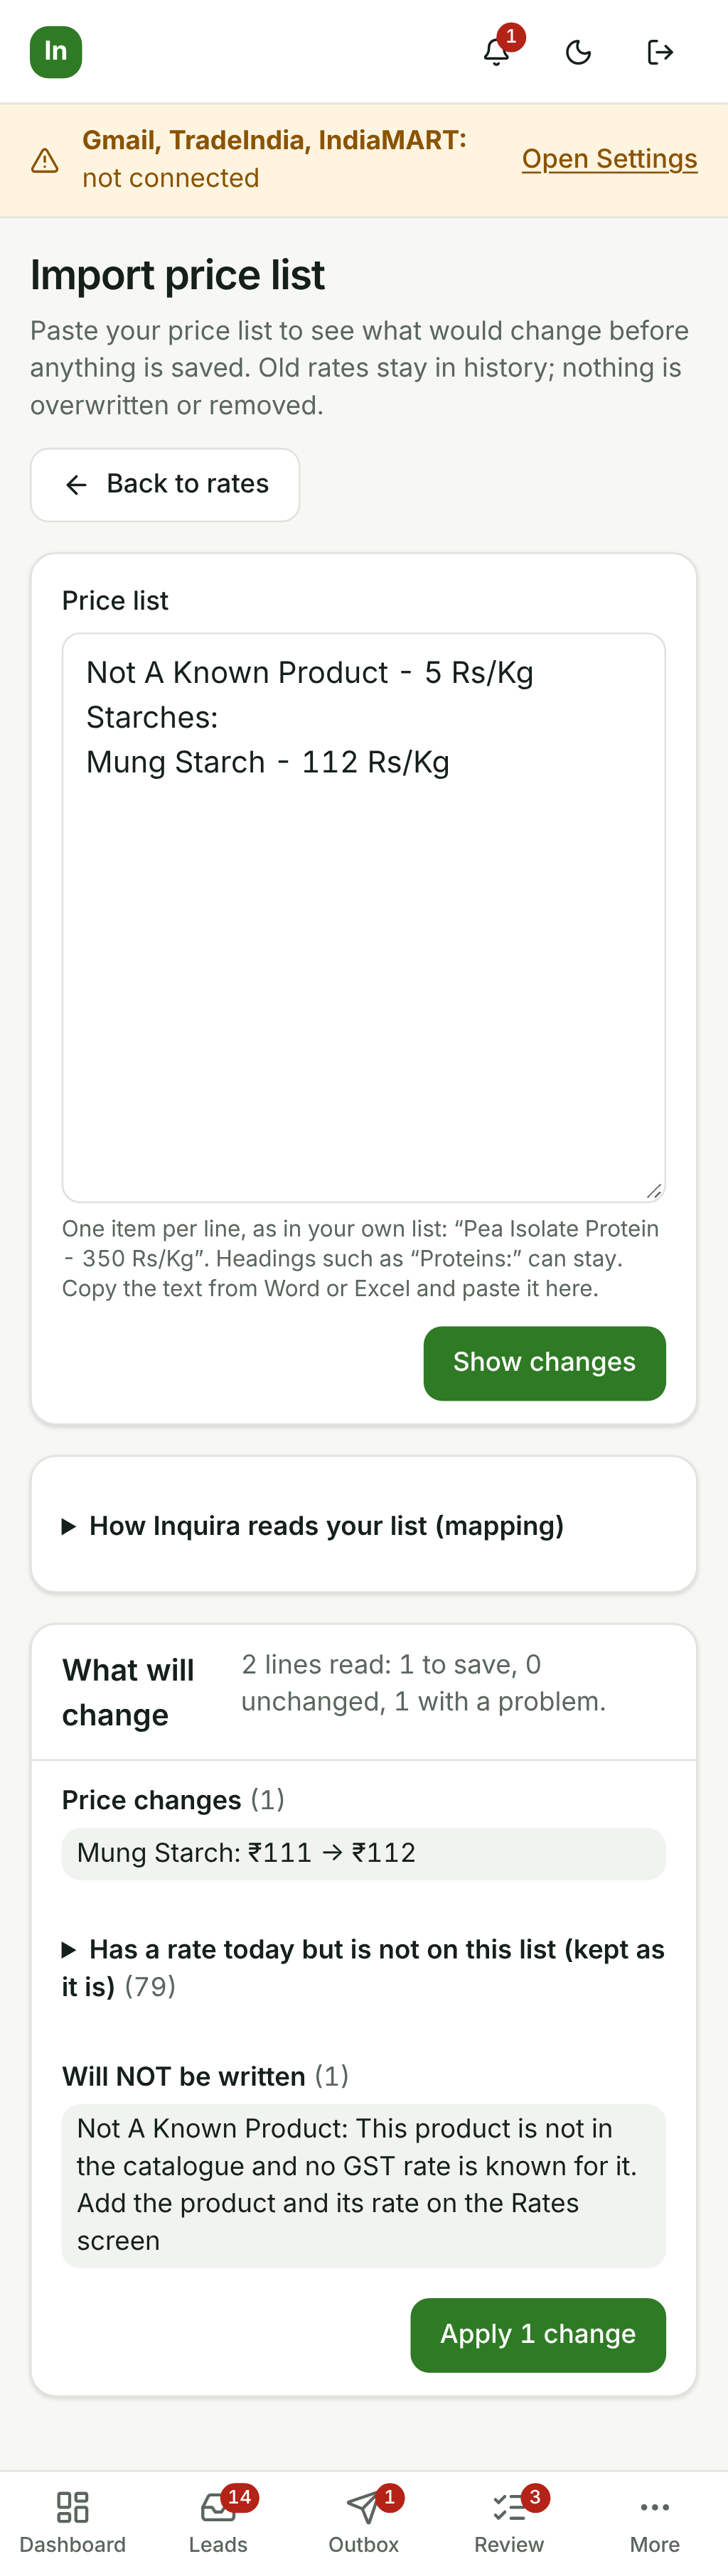 In
1
Gmail, TradeIndia, IndiaMART:
not connected
Open Settings
Import price list
Paste your price list to see what would change before
anything is saved. Old rates stay in history; nothing is
overwritten or removed.
← Back to rates
Price list
Not A Known Product - 5 Rs/Kg
Starches:
Mung Starch - 112 Rs/Kg
One item per line, as in your own list: “Pea Isolate Protein
- 350 Rs/Kg”. Headings such as “Proteins:” can stay.
Copy the text from Word or Excel and paste it here.
Show changes
▶ How Inquira reads your list (mapping)
What will
change
2 lines read: 1 to save, 0
unchanged, 1 with a problem.
Price changes (1)
Mung Starch: ₹111 → ₹112
▶ Has a rate today but is not on this list (kept as
it is) (79)
Will NOT be written (1)
Not A Known Product: This product is not in
the catalogue and no GST rate is known for it.
Add the product and its rate on the Rates
screen
Apply 1 change
14
1
3
Dashboard
Leads
Outbox
Review
More